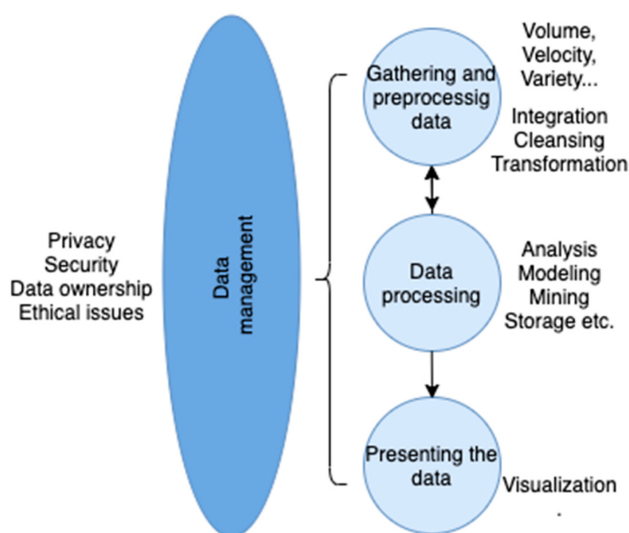 Privacy
Security
Data ownership
Ethical issues
Data
management
Gathering and
preprocessig
data
Volume,
Velocity,
Variety...
Integration
Cleansing
Transformation
Data
processing
Analysis
Modeling
Mining
Storage etc.
Presenting the
data
Visualization
.